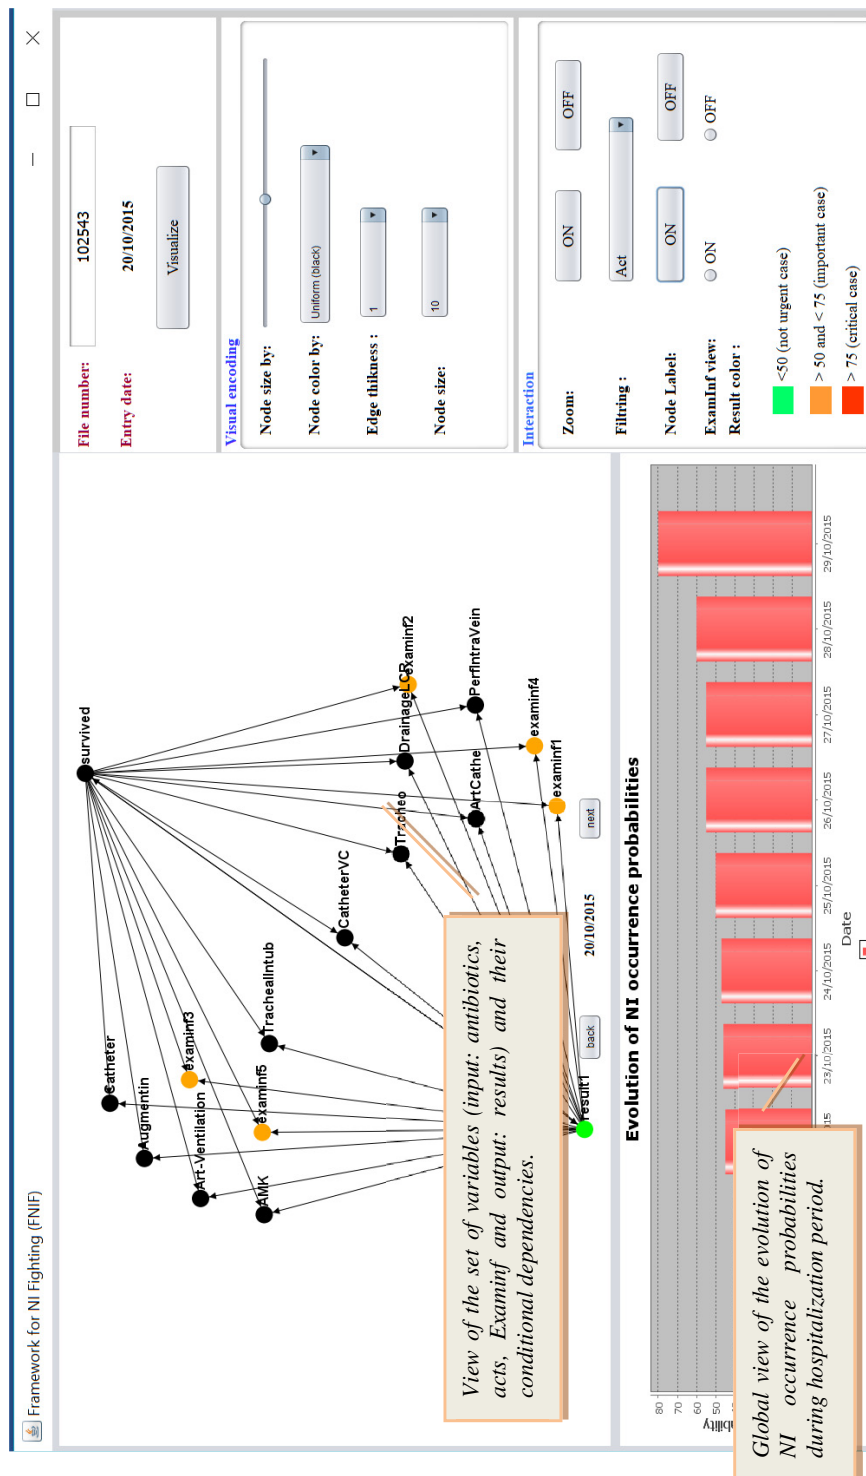 Framework for NI Fighting (FNIF)
File number:
102543
Entry date:
20/10/2015
Visualize
Visual encoding
Node size by:
Node color by:
Uniform (black)
Edge thikness :
1
Node size:
10
Interaction
Zoom:
ON
OFF
Filtring :
Act
Node Label:
ON
OFF
ExamInf view:
ON
OFF
Result color :
<50 (not urgent case)
> 50 and < 75 (important case)
> 75 (critical case)
survived
Catheter
Augmentin
examinf3
Art-Ventilation
examinf5
TrachealIntub
AMK
CatheterVC
Tracheo
DrainageLCR
examinf2
ArtCathe
PerfIntraVein
examinf4
examinf1
result1
back
20/10/2015
next
View of the set of variables (input: antibiotics,
acts, Examinf and output: results) and their
conditional dependencies.
Evolution of NI occurrence probabilities
80
70
60
50
23/10/2015
24/10/2015
25/10/2015
26/10/2015
27/10/2015
28/10/2015
29/10/2015
Date
Global view of the evolution of
NI occurrence probabilities
during hospitalization period.